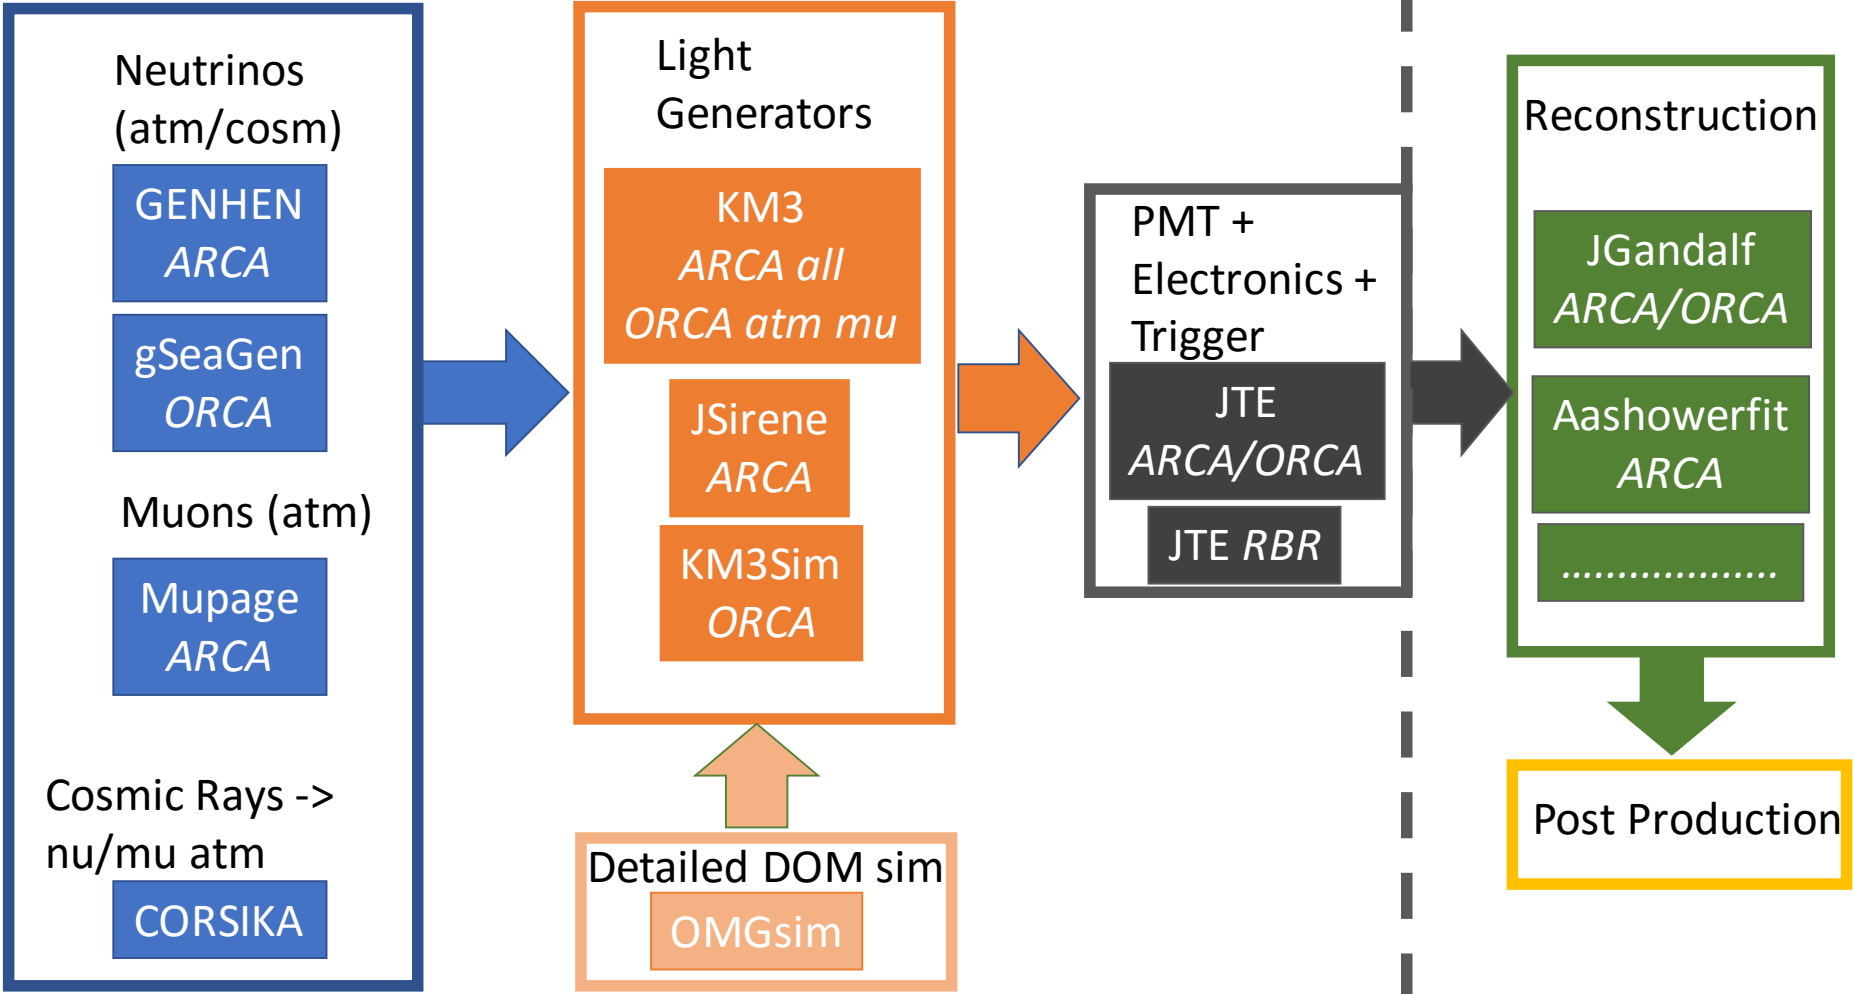 Neutrinos
(atm/cosm)
GENHEN
ARCA
gSeaGen
ORCA
Muons (atm)
Mupage
ARCA
Cosmic Rays ->
nu/mu atm
CORSIKA
Light
Generators
KM3
ARCA all
ORCA atm mu
JSirene
ARCA
KM3Sim
ORCA
Detailed DOM sim
OMGsim
PMT +
Electronics +
Trigger
JTE
ARCA/ORCA
JTE RBR
Reconstruction
JGandalf
ARCA/ORCA
Aashowerfit
ARCA
....................
Post Production